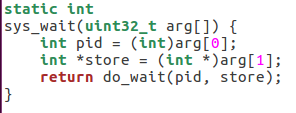 static int
sys_wait(uint32_t arg[]) {
    int pid = (int)arg[0];
    int *store = (int *)arg[1];
    return do_wait(pid, store);
}